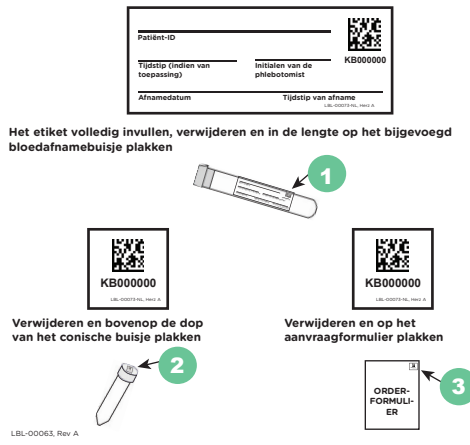 Patiënt-ID
KB000000
Tijdstip (indien van toepassing)
Initialen van de phlebotomist
Afnamedatum
Tijdstip van afname
LBL-00073-NL, Herz A
Het etiket volledig invullen, verwijderen en in de lengte op het bijgevoegd
bloedafnamebuisje plakken
1
KB000000
LBL-00073-NL, Herz A
Verwijderen en bovenop de dop
van het conische buisje plakken
2
KB000000
LBL-00073-NL, Herz A
Verwijderen en op het
aanvraagformulier plakken
3
ORDER-
FORMULI-
ER
LBL-00063, Rev A